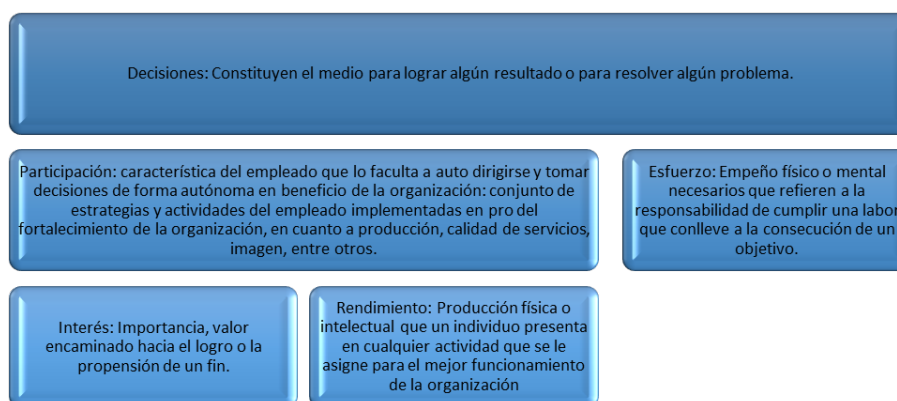 Decisiones: Constituyen el medio para lograr algún resultado o para resolver algún problema.
Participación: característica del empleado que lo faculta a auto dirigirse y tomar
decisiones de forma autónoma en beneficio de la organización: conjunto de
estrategias y actividades del empleado implementadas en pro del
fortalecimiento de la organización, en cuanto a producción, calidad de servicios,
imagen, entre otros.
Esfuerzo: Empeño físico o mental
necesarios que refieren a la
responsabilidad de cumplir una labor
que conlleve a la consecución de un
objetivo.
Interés: Importancia, valor
encaminado hacia el logro o la
propensión de un fin.
Rendimiento: Producción física o
intelectual que un individuo presenta
en cualquier actividad que se le
asigne para el mejor funcionamiento
de la organización